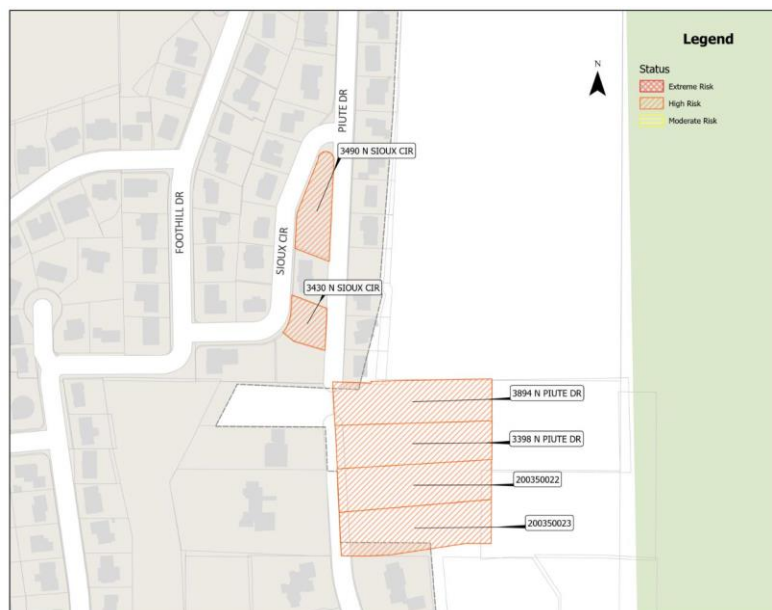 Legend
Status
Extreme Risk
High Risk
Moderate Risk
N
PIUTE DR
3490 N SIOUX CIR
FOOTHILL DR
SIOUX CIR
3430 N SIOUX CIR
3894 N PIUTE DR
3398 N PIUTE DR
200350022
200350023